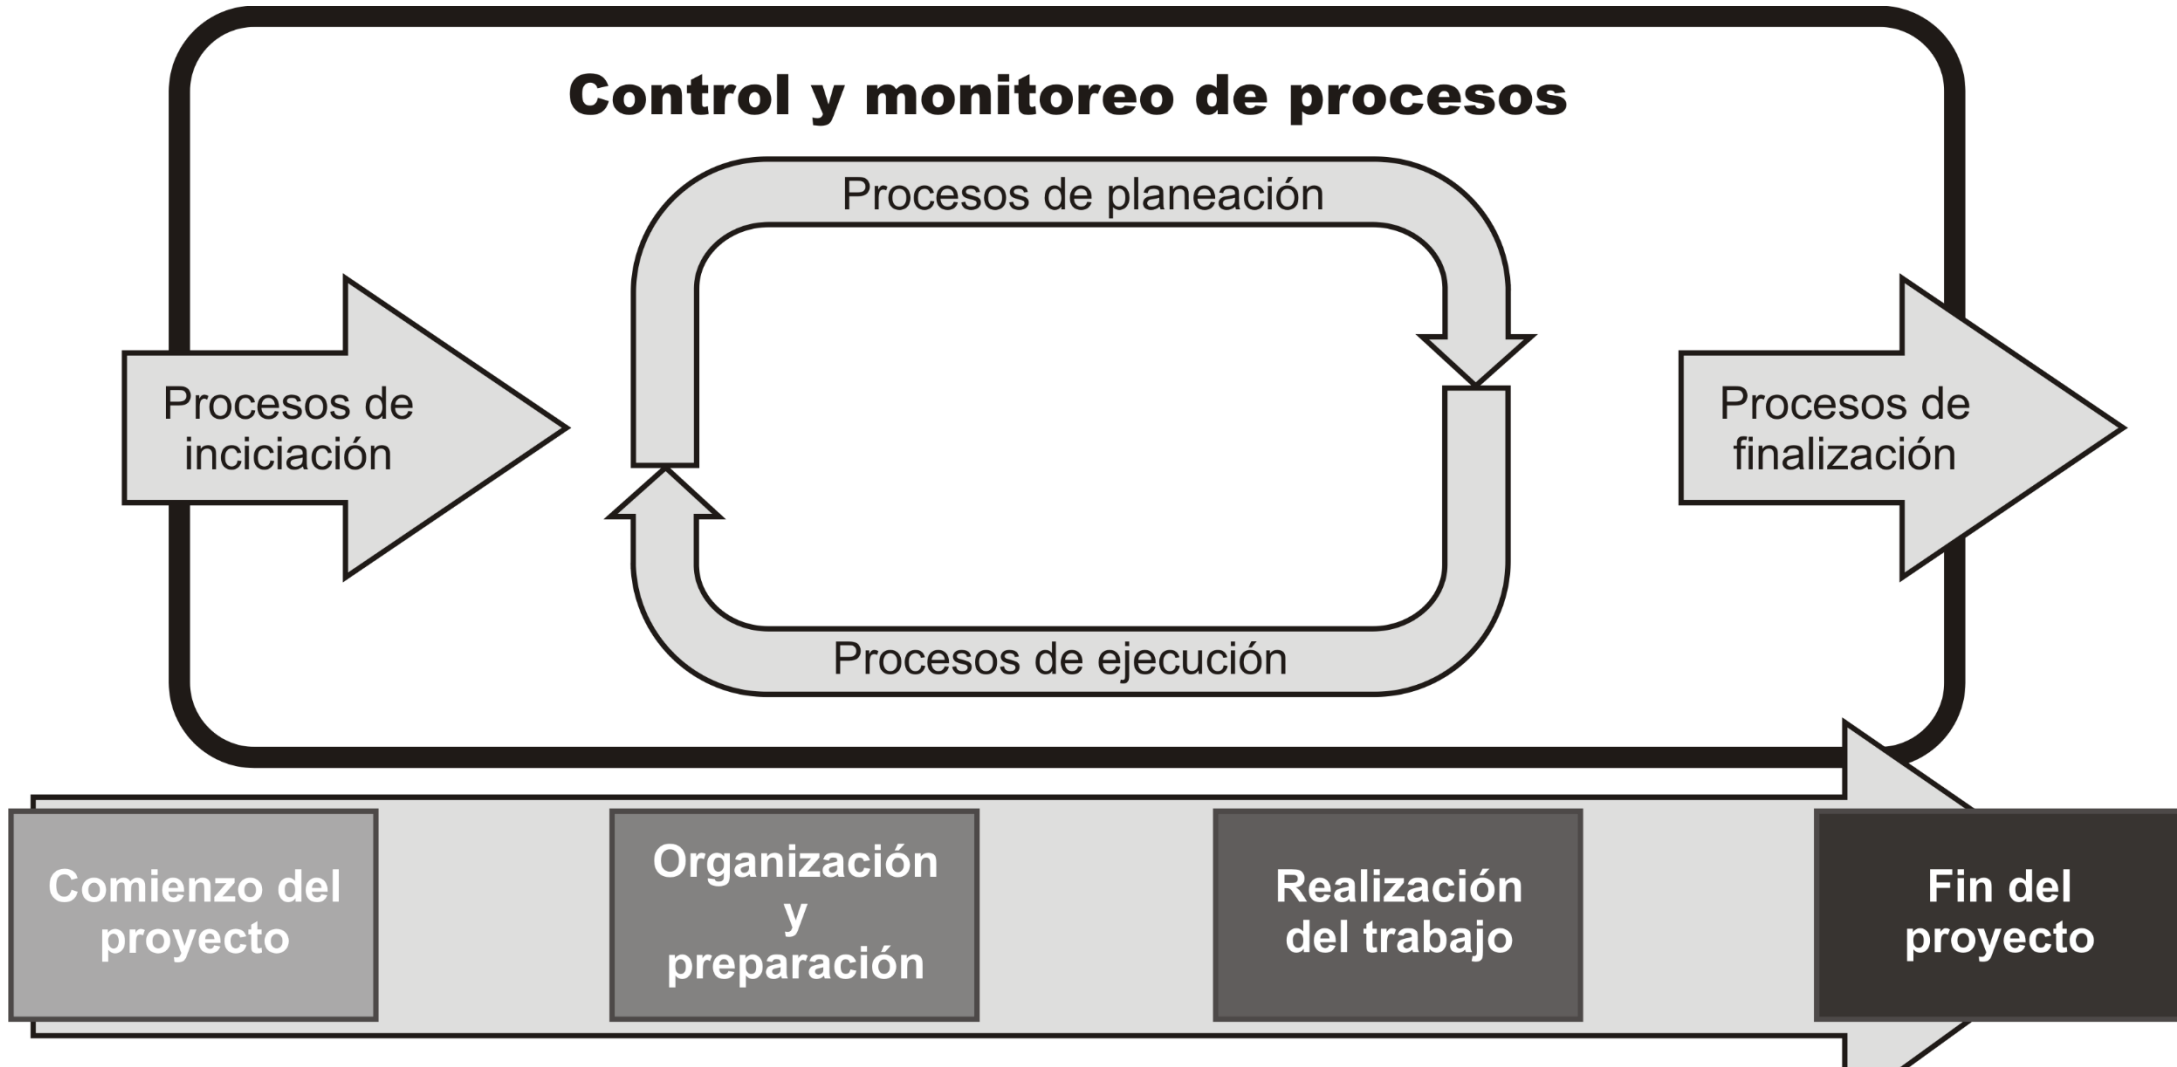 Control y monitoreo de procesos
Procesos de planeación
Procesos de
inciciación
Procesos de
finalización
Procesos de ejecución
Comienzo del
proyecto
Organización
y
preparación
Realización
del trabajo
Fin del
proyecto